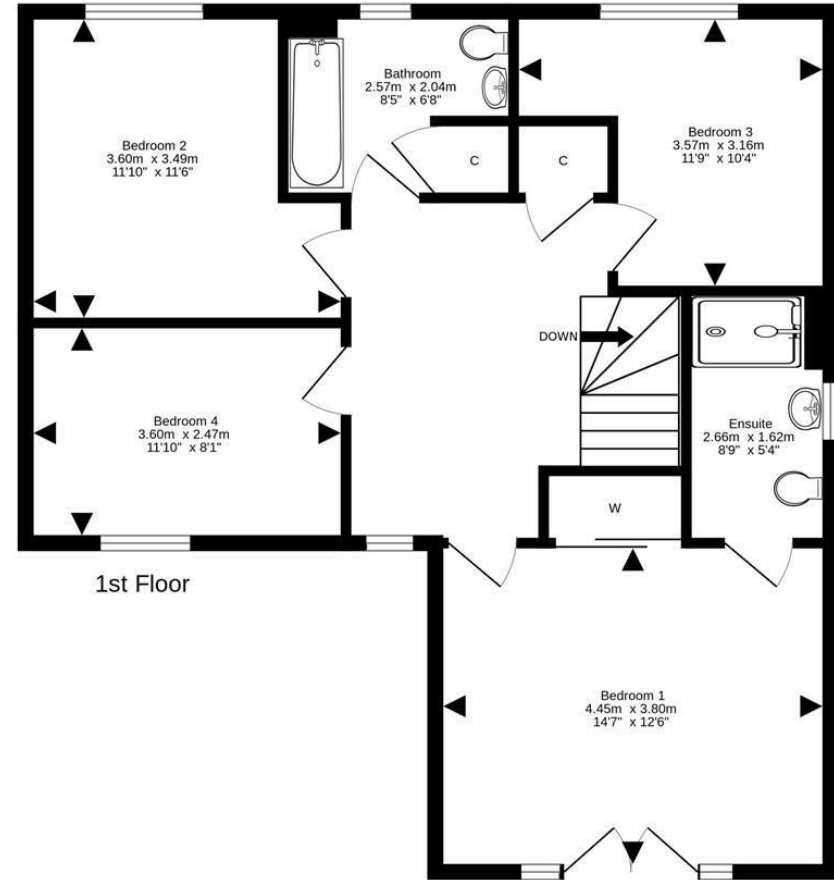 Bathroom
2.57m x 2.04m
8'5" x 6'8"
Bedroom 2
3.60m x 3.49m
11'10" x 11'6"
Bedroom 3
3.57m x 3.16m
11'9" x 10'4"
C
C
DOWN
Bedroom 4
3.60m x 2.47m
11'10" x 8'1"
Ensuite
2.66m x 1.62m
8'9" x 5'4"
W
1st Floor
Bedroom 1
4.45m x 3.80m
14'7" x 12'6"